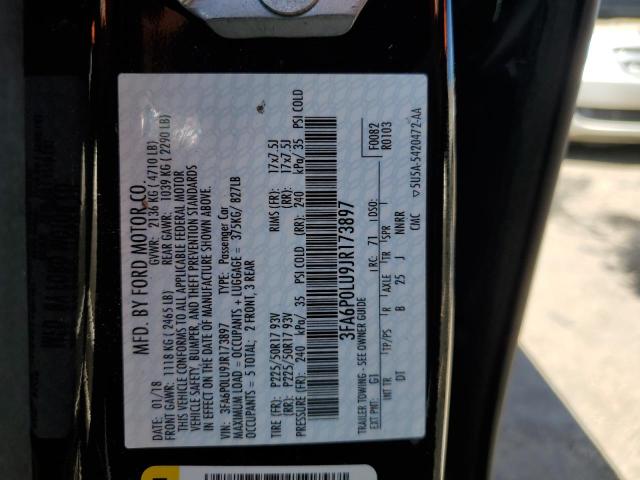 MFD. BY FORD MOTOR CO.
DATE: 01/18 GVWR: 2136 KG (4710 LB)
FRONT GAWR: 1118 KG (2465 LB) REAR GAWR: 1039 KG (2290 LB)
THIS VEHICLE CONFORMS TO ALL APPLICABLE FEDERAL MOTOR
VEHICLE SAFETY, BUMPER, AND THEFT PREVENTION STANDARDS
IN EFFECT ON THE DATE OF MANUFACTURE SHOWN ABOVE.
VIN: 3FA6P0LU9JR173897 TYPE: Passenger Car
MAXIMUM LOAD = OCCUPANTS + LUGGAGE = 375KG/ 827LB
OCCUPANTS = 5 TOTAL: 2 FRONT, 3 REAR
TIRE (FR): P225/50R17 93V RIMS (FR): 17x7.5J
TIRE (RR): P225/50R17 93V (RR): 17x7.5J
PRESSURE (FR): 240 kPa/ 35 PSI COLD (RR): 240 kPa/ 35 PSI COLD
3FA6P0LU9JR173897
TRAILER TOWING - SEE OWNER GUIDE
F0082
R0103
EXT PNT: G1 RC: 71 DSO:
INT TR TP/PS R AXLE TR SPR
DT B 25 J NNRR
CMC
5U5A-5420472-AA